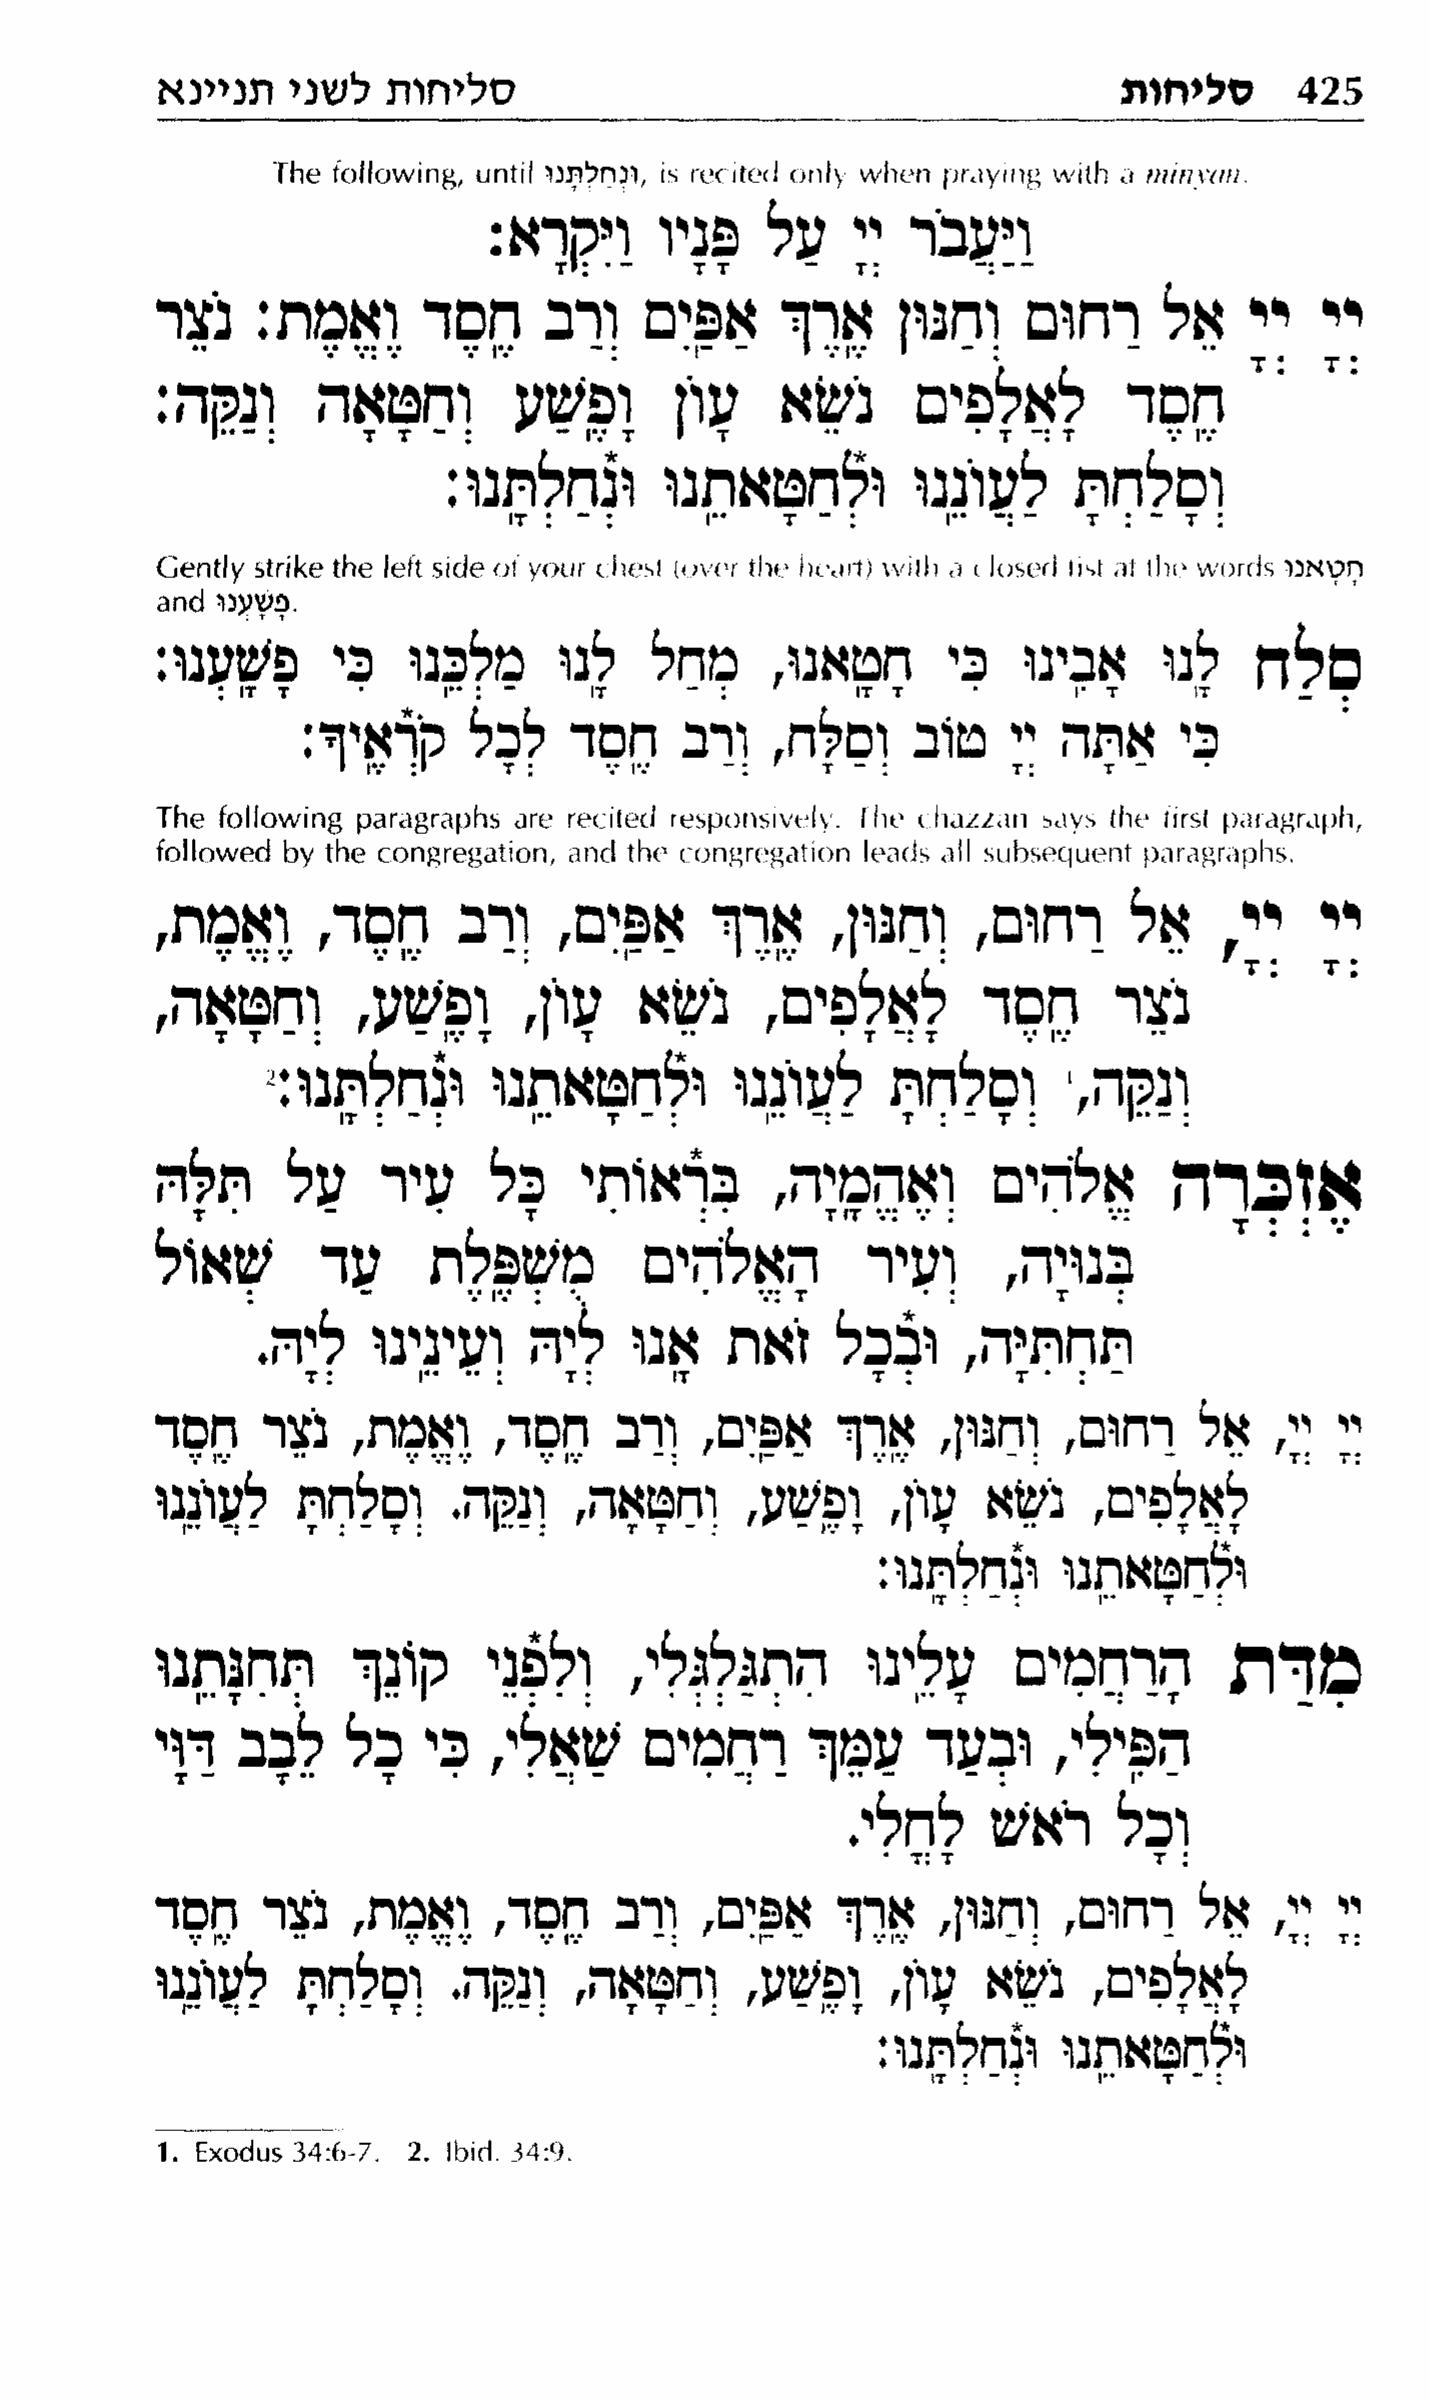 425 סליחות סליחות לשני תנײנא
The following, until וּנְחַלְתָּנוּ, is recited only when praying with a minyan.
וַיַּעֲבֹר יְיָ עַל פָּנָיו וַיִּקְרָא:
יְיָ יְיָ אֵל רַחוּם וְחַנּוּן אֶרֶךְ אַפַּיִם וְרַב חֶסֶד וֶאֱמֶת: נֹצֵר
חֶסֶד לָאֲלָפִים נֹשֵׂא עָוֹן וָפֶשַׁע וְחַטָּאָה וְנַקֵּה:
וְסָלַחְתָּ לַעֲוֹנֵנוּ וּלְ*חַטָּאתֵנוּ וּנְ*חַלְתָּנוּ:
Gently strike the left side of your chest (over the heart) with a closed fist at the words חָטָאנוּ
and פָשָׁעְנוּ.
סְלַח לָנוּ אָבִינוּ כִּי חָטָאנוּ, מְחַל לָנוּ מַלְכֵּנוּ כִּי פָשָׁעְנוּ:
כִּי אַתָּה יְיָ טוֹב וְסַלָּח, וְרַב חֶסֶד לְכָל קֹרְ*אֶיךָ:
The following paragraphs are recited responsively. The chazzan says the first paragraph,
followed by the congregation, and the congregation leads all subsequent paragraphs.
יְיָ יְיָ, אֵל רַחוּם, וְחַנּוּן, אֶרֶךְ אַפַּיִם, וְרַב חֶסֶד, וֶאֱמֶת,
נֹצֵר חֶסֶד לָאֲלָפִים, נֹשֵׂא עָוֹן, וָפֶשַׁע, וְחַטָּאָה,
וְנַקֵּה,1 וְסָלַחְתָּ לַעֲוֹנֵנוּ וּלְ*חַטָּאתֵנוּ וּנְ*חַלְתָּנוּ:2
אֶזְכְּרָה אֱלֹהִים וְאֶהֱמָיָה, בִּרְ*אוֹתִי כָּל עִיר עַל תִּלָּהּ
בְּנוּיָה, וְעִיר הָאֱלֹהִים מֻשְׁפֶּלֶת עַד שְׁאוֹל
תַּחְתִּיָּה, וּבְ*כָל זֹאת אָנוּ לְיָהּ וְעֵינֵינוּ לְיָהּ.
יְיָ יְיָ, אֵל רַחוּם, וְחַנּוּן, אֶרֶךְ אַפַּיִם, וְרַב חֶסֶד, וֶאֱמֶת, נֹצֵר חֶסֶד
לָאֲלָפִים, נֹשֵׂא עָוֹן, וָפֶשַׁע, וְחַטָּאָה, וְנַקֵּה. וְסָלַחְתָּ לַעֲוֹנֵנוּ
וּלְ*חַטָּאתֵנוּ וּנְ*חַלְתָּנוּ:
מִדַּת הָרַחֲמִים עָלֵינוּ הִתְגַּלְגְּלִי, וְלִפְ*נֵי קוֹנֵךְ תְּחִנָּתֵנוּ
הַפִּילִי, וּבְעַד עַמֵּךְ רַחֲמִים שַׁאֲלִי, כִּי כָל לֵבָב דַּוָּי
וְכָל רֹאשׁ לָחֳלִי.
יְיָ יְיָ, אֵל רַחוּם, וְחַנּוּן, אֶרֶךְ אַפַּיִם, וְרַב חֶסֶד, וֶאֱמֶת, נֹצֵר חֶסֶד
לָאֲלָפִים, נֹשֵׂא עָוֹן, וָפֶשַׁע, וְחַטָּאָה, וְנַקֵּה. וְסָלַחְתָּ לַעֲוֹנֵנוּ
וּלְ*חַטָּאתֵנוּ וּנְ*חַלְתָּנוּ:
1. Exodus 34:6-7. 2. Ibid. 34:9.